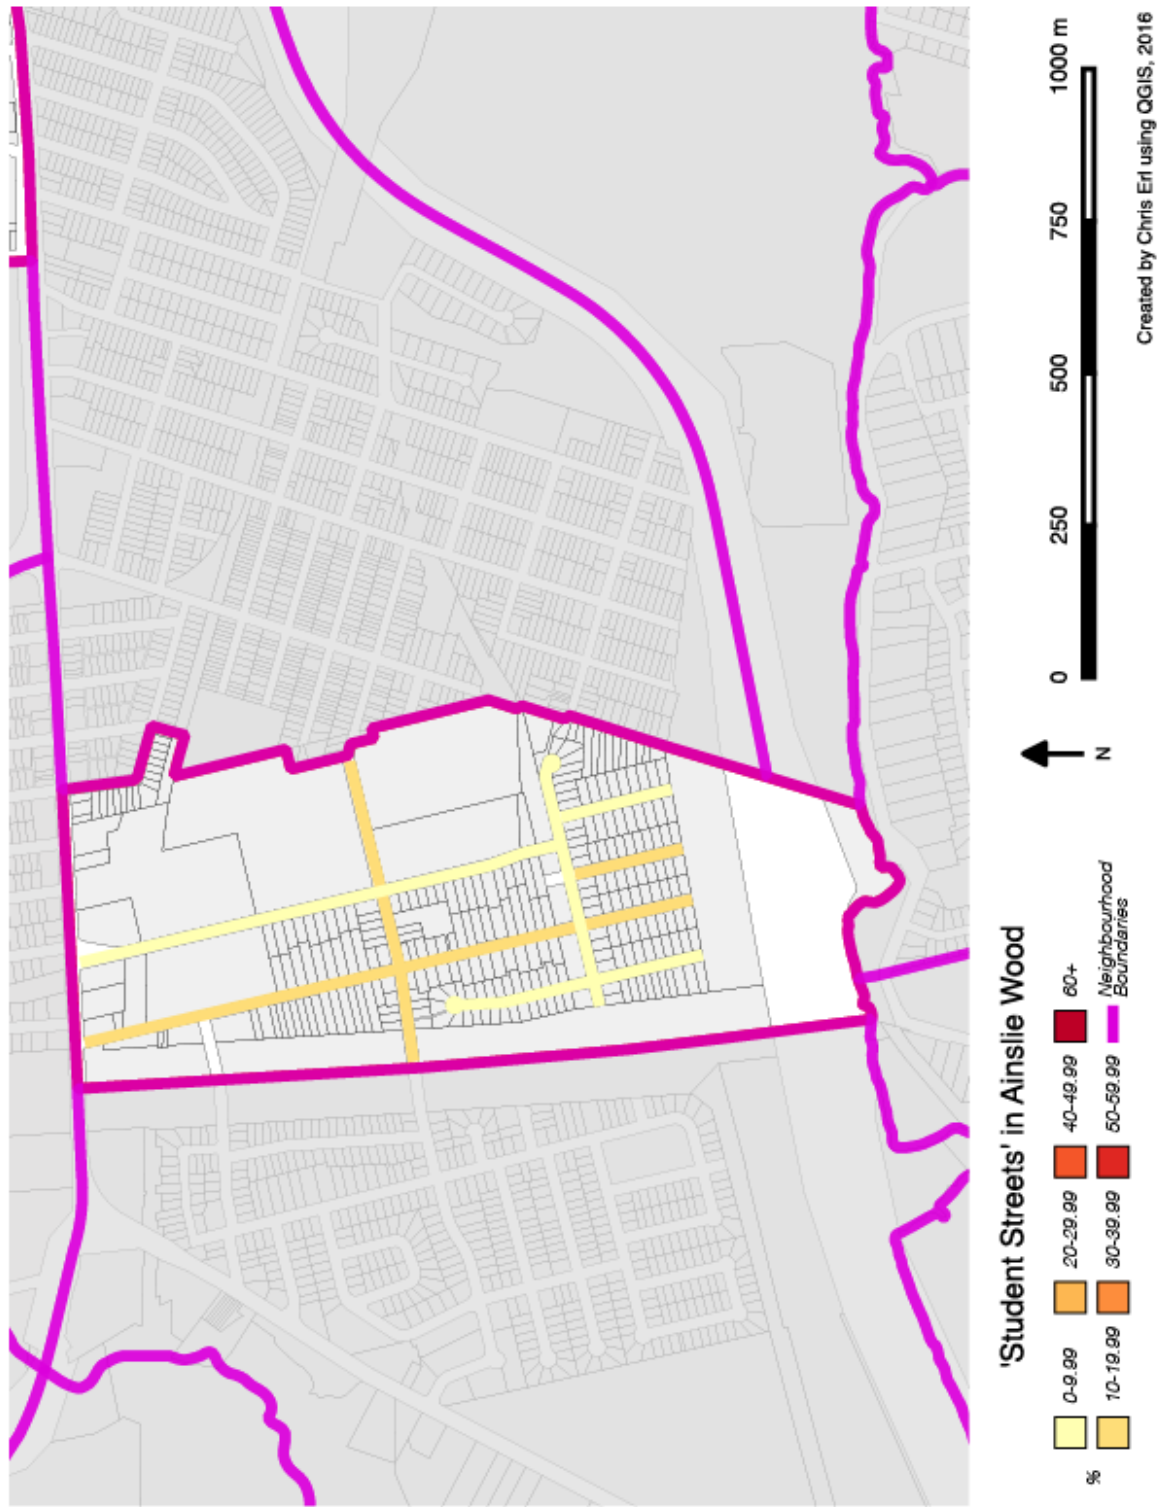 'Student Streets' in Ainslie Wood
%
0-9.99
20-29.99
40-49.99
60+
10-19.99
30-39.99
50-59.99
Neighbourhood
Boundaries
N
0
250
500
750
1000 m
Created by Chris Erl using QGIS, 2016